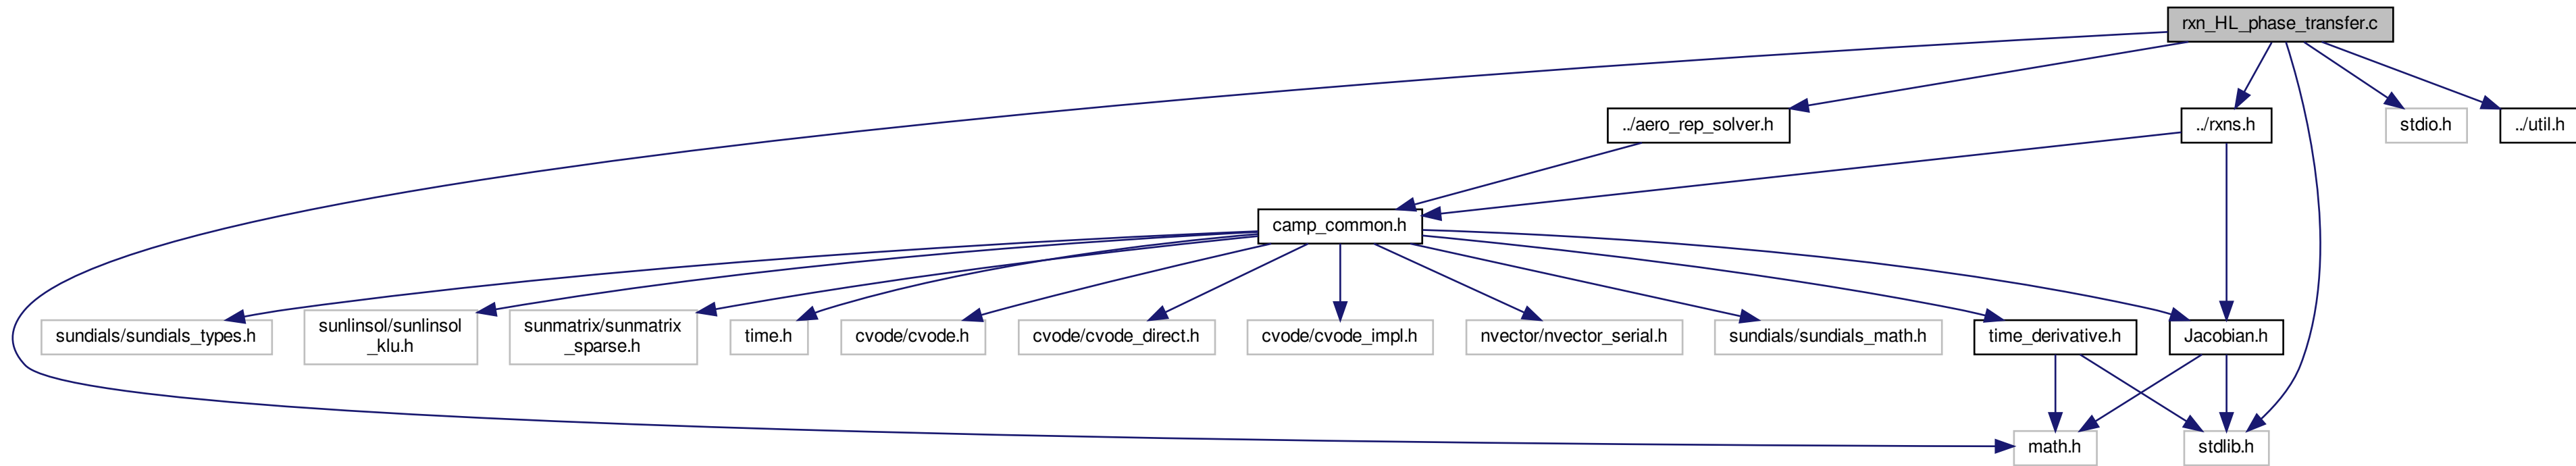 rxn_HL_phase_transfer.c
../aero_rep_solver.h
../rxns.h
stdio.h
../util.h
camp_common.h
sundials/sundials_types.h
sunlinsol/sunlinsol
_klu.h
sunmatrix/sunmatrix
_sparse.h
time.h
cvode/cvode.h
cvode/cvode_direct.h
cvode/cvode_impl.h
nvector/nvector_serial.h
sundials/sundials_math.h
time_derivative.h
Jacobian.h
math.h
stdlib.h